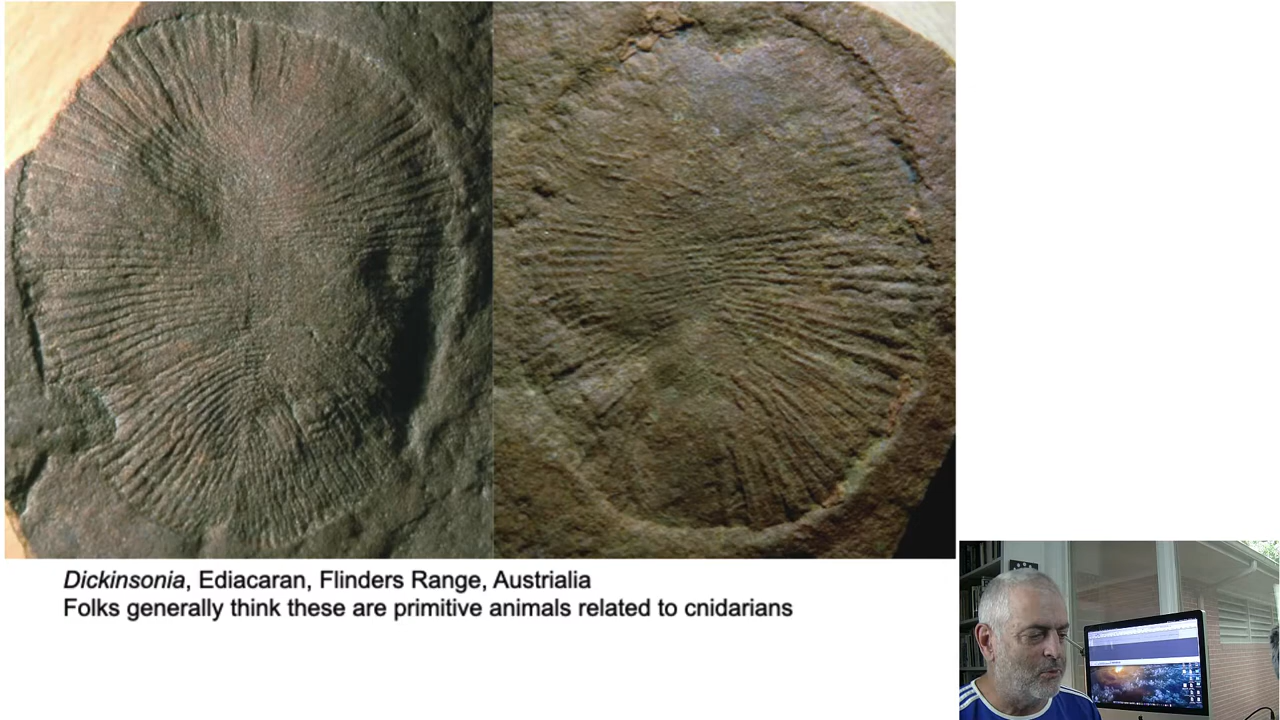 Dickinsonia, Ediacaran, Flinders Range, Austrialia
Folks generally think these are primitive animals related to cnidarians